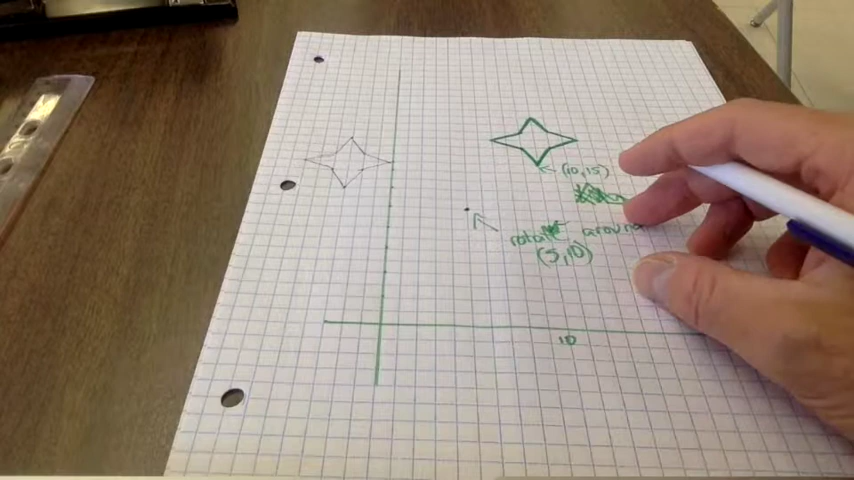 (10,15)
rotate around
(5,10)
10